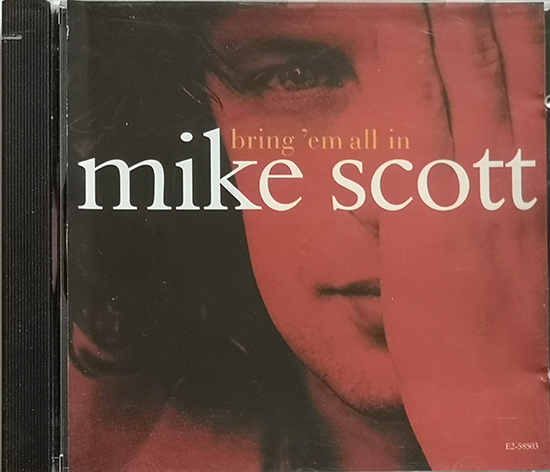 bring 'em all in
mike scott
E2-58503